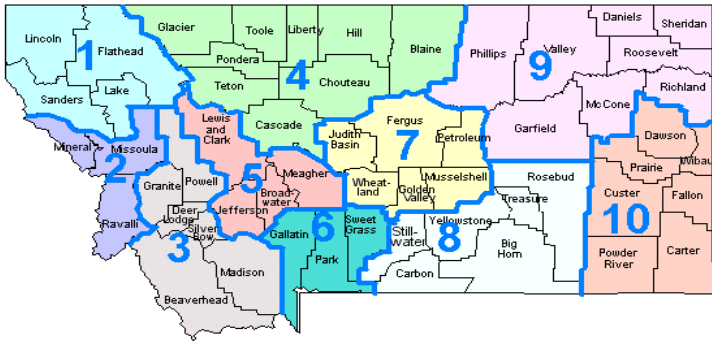 Lincoln
Flathead
1
Sanders
Lake
Glacier
Toole
Liberty
Hill
Blaine
Pondera
4
Teton
Chouteau
Cascade
Phillips
Valley
Daniels
Sheridan
9
Roosevelt
Richland
McCone
Garfield
Mineral
Missoula
2
Ravalli
Lewis
and
Clark
5
Meagher
Broad-
water
Jefferson
Powell
Granite
Deer
Lodge
Silver
Bow
3
Madison
Beaverhead
Judith
Basin
Fergus
Petroleum
7
Wheat-
land
Golden
Valley
Musselshell
Gallatin
6
Sweet
Grass
Park
Still-
water
Yellowstone
Treasure
Rosebud
8
Big
Horn
Carbon
Dawson
Prairie
Wibau
Custer
Fallon
10
Powder
River
Carter